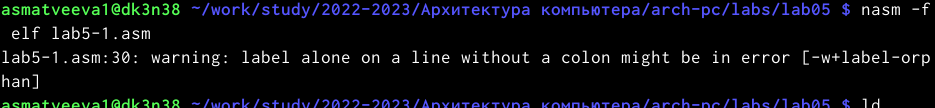 asmatveeva1@dk3n38 ~/work/study/2022-2023/Архитектура компьютера/arch-pc/labs/lab05 $ nasm -f
 elf lab5-1.asm
lab5-1.asm:30: warning: label alone on a line without a colon might be in error [-w+label-orp
han]
asmatveeva1@dk3n38 ~/work/study/2022-2023/Архитектура компьютера/arch-pc/labs/lab05 $ ld